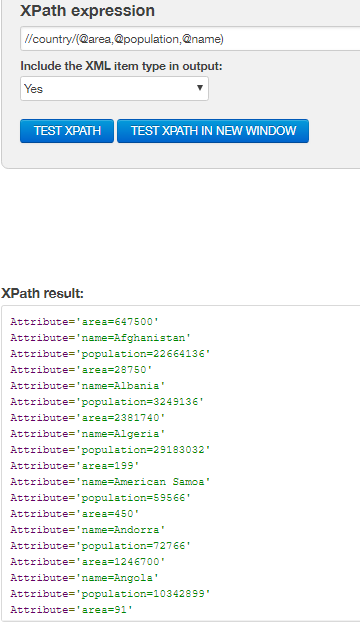 XPath expression
//country/(@area,@population,@name)
Include the XML item type in output:
Yes
TEST XPATH
TEST XPATH IN NEW WINDOW
XPath result:
Attribute='area=647500'
Attribute='name=Afghanistan'
Attribute='population=22664136'
Attribute='area=28750'
Attribute='name=Albania'
Attribute='population=3249136'
Attribute='area=2381740'
Attribute='name=Algeria'
Attribute='population=29183032'
Attribute='area=199'
Attribute='name=American Samoa'
Attribute='population=59566'
Attribute='area=450'
Attribute='name=Andorra'
Attribute='population=72766'
Attribute='area=1246700'
Attribute='name=Angola'
Attribute='population=10342899'
Attribute='area=91'